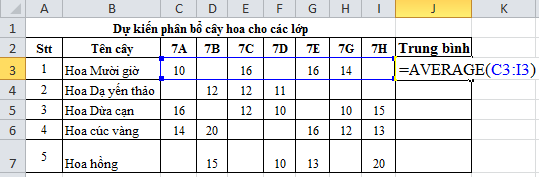 A B C D E F G H I J K
1 Dự kiến phân bổ cây hoa cho các lớp
2 Stt Tên cây 7A 7B 7C 7D 7E 7G 7H Trung bình
3 1 Hoa Mười giờ 10 16 16 14 =AVERAGE(C3:I3)
4 2 Hoa Dạ yến thảo 12 12 11
5 3 Hoa Dừa cạn 16 12 10 10 15
6 4 Hoa cúc vàng 14 20 16 12 13
7 5 Hoa hồng 15 10 13 20